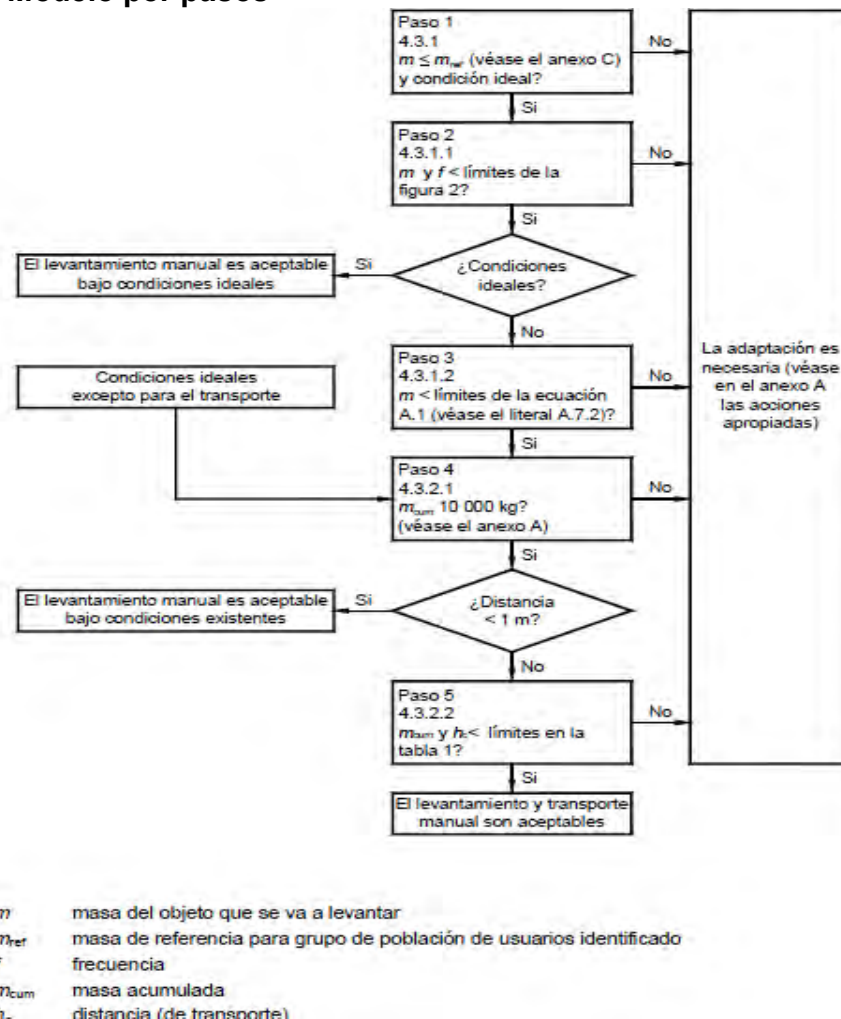 Modelo por pasos
Paso 1
4.3.1
m ≤ mref (véase el anexo C)
y condición ideal?
No
Si
Paso 2
4.3.1.1
m y f < límites de la
figura 2?
No
Si
¿Condiciones
ideales?
Si
El levantamiento manual es aceptable
bajo condiciones ideales
No
Paso 3
4.3.1.2
m < límites de la ecuación
A.1 (véase el literal A.7.2)?
No
Si
Condiciones ideales
excepto para el transporte
Paso 4
4.3.2.1
mcum 10 000 kg?
(véase el anexo A)
No
Si
¿Distancia
< 1 m?
Si
El levantamiento manual es aceptable
bajo condiciones existentes
No
Paso 5
4.3.2.2
mcum y hc< límites en la
tabla 1?
No
Si
El levantamiento y transporte
manual son aceptables
La adaptación es
necesaria (véase
en el anexo A
las acciones
apropiadas)
m masa del objeto que se va a levantar
mref masa de referencia para grupo de población de usuarios identificado
frecuencia
mcum masa acumulada
distancia (de transporte)